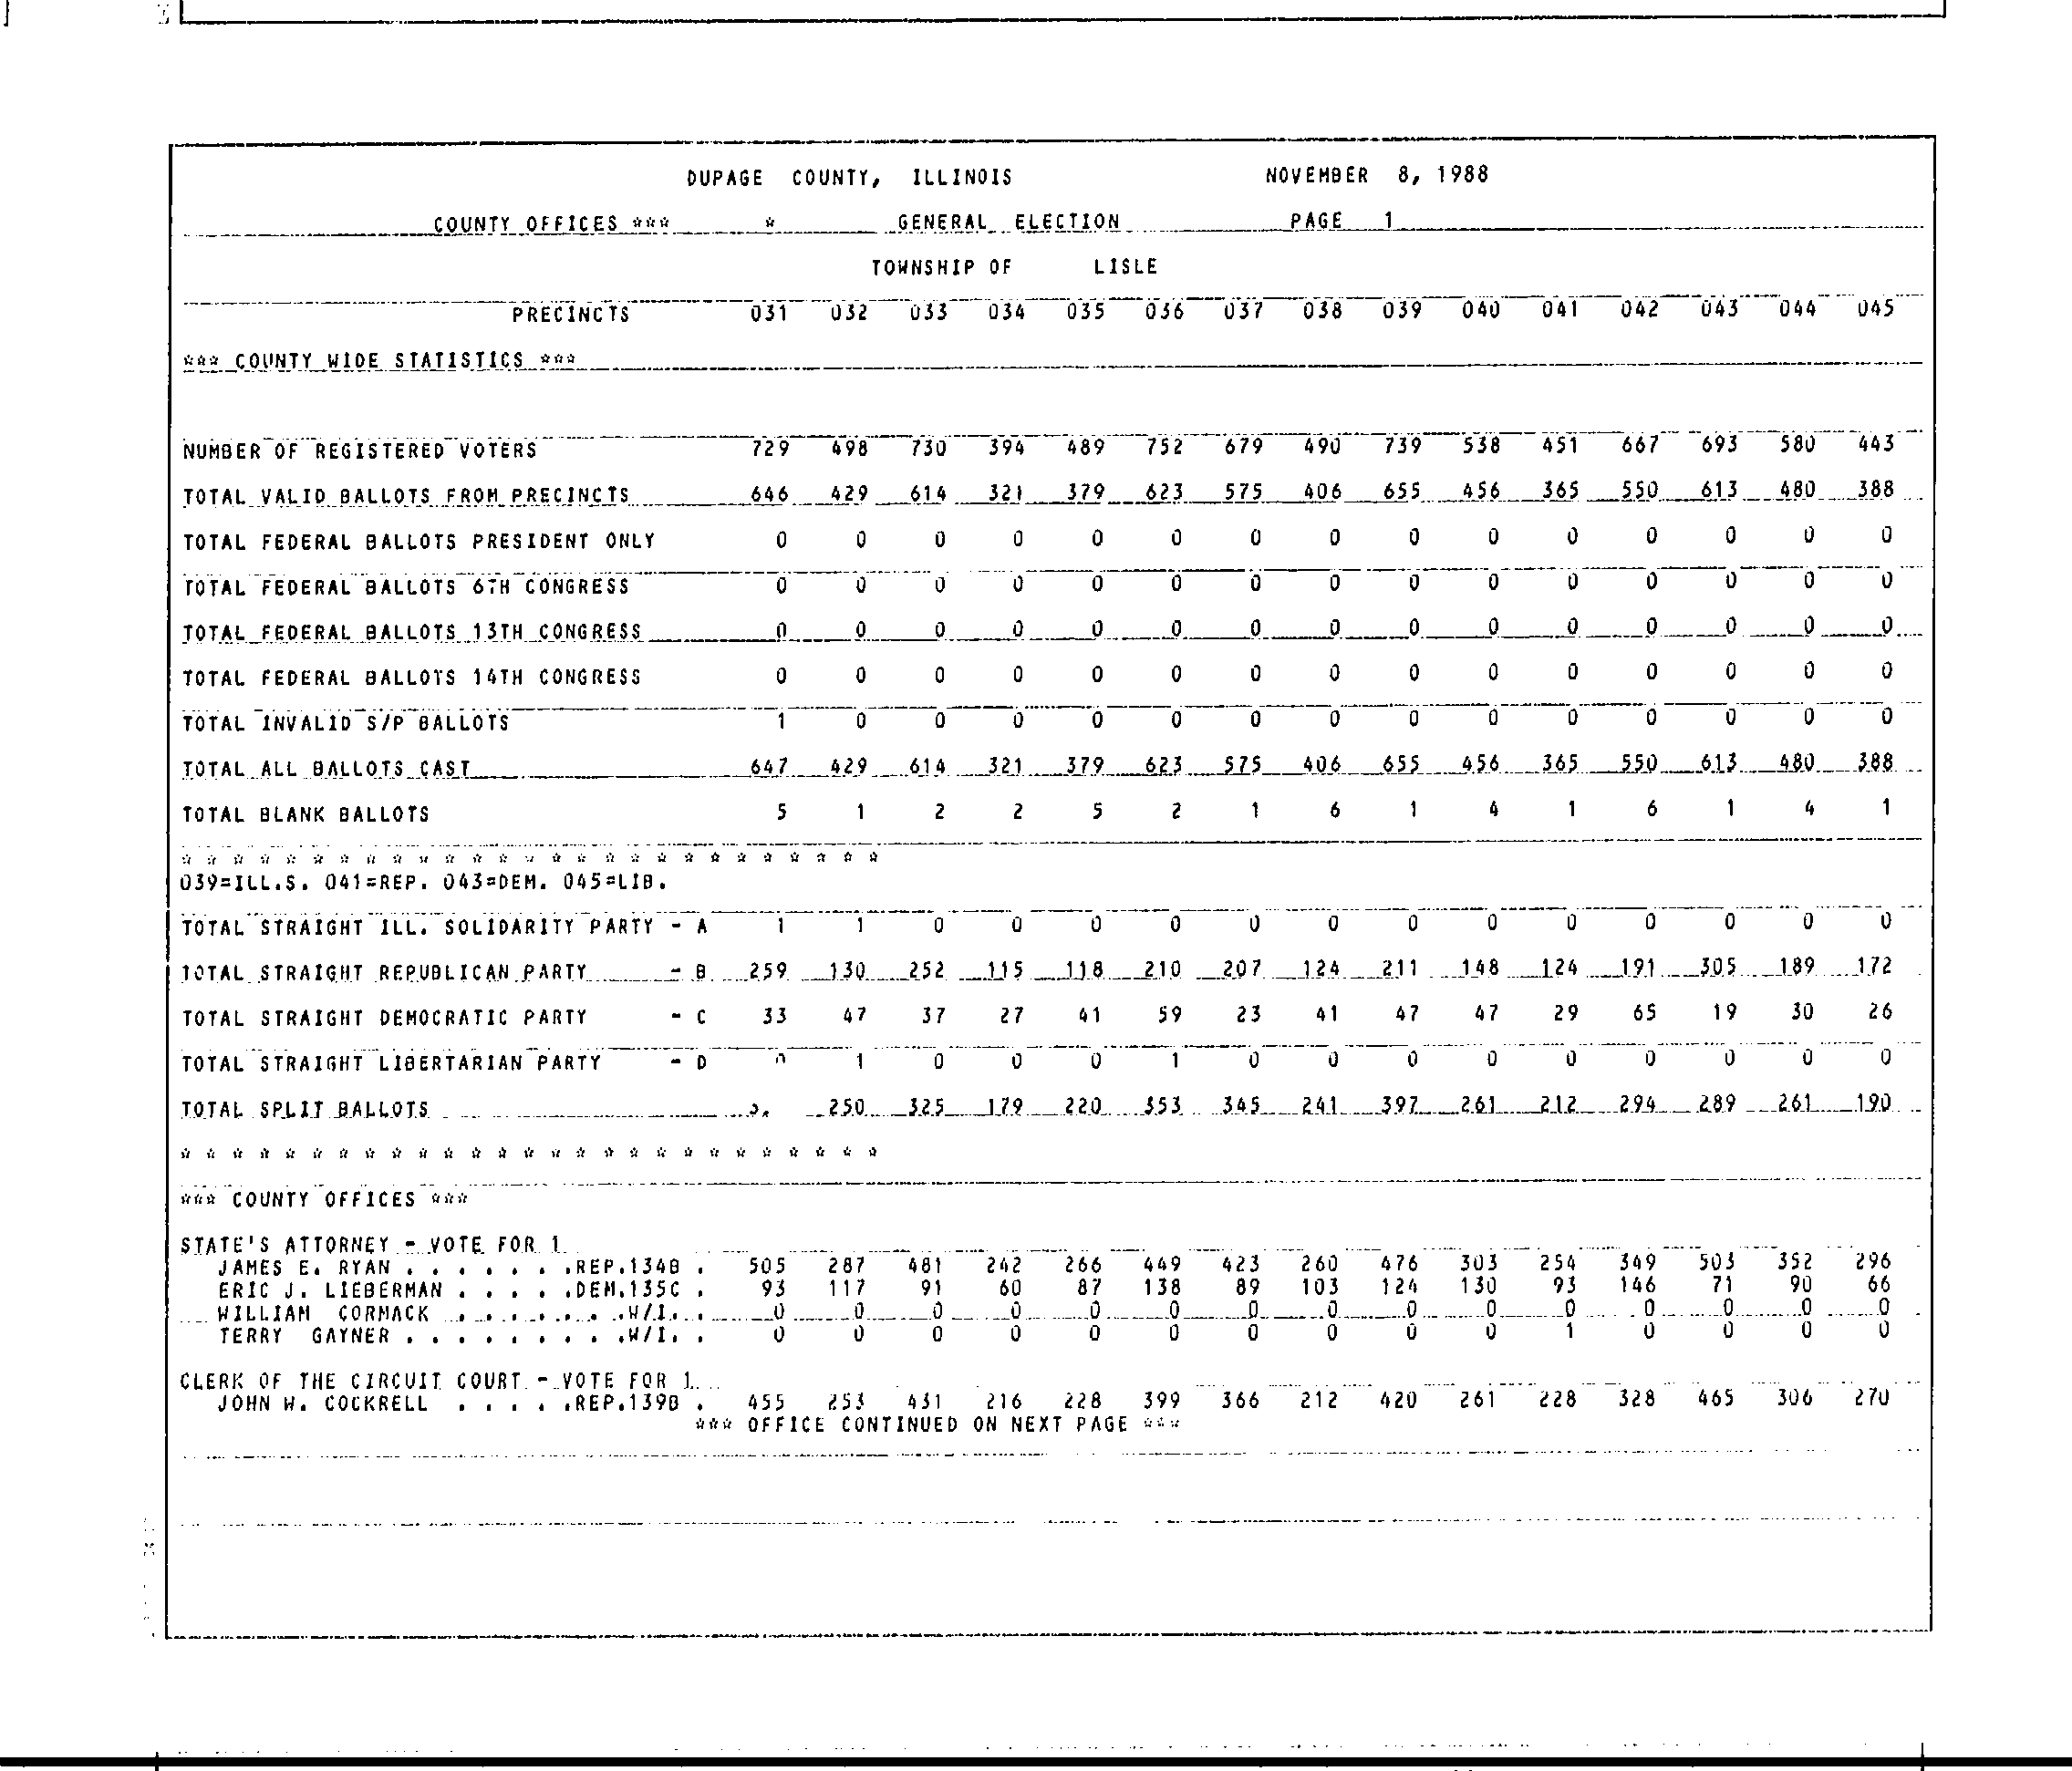 DUPAGE COUNTY, ILLINOIS NOVEMBER 8, 1988
COUNTY OFFICES *** * GENERAL ELECTION PAGE 1
TOWNSHIP OF LISLE
PRECINCTS 031 032 033 034 035 036 037 038 039 040 041 042 043 044 045
*** COUNTY WIDE STATISTICS ***
NUMBER OF REGISTERED VOTERS 729 498 730 394 489 752 679 490 739 538 451 667 693 580 443
TOTAL VALID BALLOTS FROM PRECINCTS 646 429 614 321 379 623 575 406 655 456 365 550 613 480 388
TOTAL FEDERAL BALLOTS PRESIDENT ONLY 0 0 0 0 0 0 0 0 0 0 0 0 0 0 0
TOTAL FEDERAL BALLOTS 6TH CONGRESS 0 0 0 0 0 0 0 0 0 0 0 0 0 0 0
TOTAL FEDERAL BALLOTS 13TH CONGRESS 0 0 0 0 0 0 0 0 0 0 0 0 0 0 0
TOTAL FEDERAL BALLOTS 14TH CONGRESS 0 0 0 0 0 0 0 0 0 0 0 0 0 0 0
TOTAL INVALID S/P BALLOTS 1 0 0 0 0 0 0 0 0 0 0 0 0 0 0
TOTAL ALL BALLOTS CAST 647 429 614 321 379 623 575 406 655 456 365 550 613 480 388
TOTAL BLANK BALLOTS 5 1 2 2 5 2 1 6 1 4 1 6 1 4 1
* * * * * * * * * * * * * * * * * * * * * * * * * * *
039=ILL.S. 041=REP. 043=DEM. 045=LIB.
TOTAL STRAIGHT ILL. SOLIDARITY PARTY - A 1 1 0 0 0 0 0 0 0 0 0 0 0 0 0
TOTAL STRAIGHT REPUBLICAN PARTY - B 259 130 252 115 118 210 207 124 211 148 124 191 305 189 172
TOTAL STRAIGHT DEMOCRATIC PARTY - C 33 47 37 27 41 59 23 41 47 47 29 65 19 30 26
TOTAL STRAIGHT LIBERTARIAN PARTY - D 0 1 0 0 0 1 0 0 0 0 0 0 0 0 0
TOTAL SPLIT BALLOTS 250 325 179 220 353 345 241 397 261 212 294 289 261 190
* * * * * * * * * * * * * * * * * * * * * * * * * * *
*** COUNTY OFFICES ***
STATE'S ATTORNEY - VOTE FOR 1
JAMES E. RYAN . . . . . . .REP.134B . 505 287 481 242 266 449 423 260 476 303 254 349 503 352 296
ERIC J. LIEBERMAN . . . . .DEM.135C . 93 117 91 60 87 138 89 103 124 130 93 146 71 90 66
WILLIAM CORMACK . . . . . . .W/I. . 0 0 0 0 0 0 0 0 0 0 0 0 0 0 0
TERRY GAYNER . . . . . . . . .W/I. . 0 0 0 0 0 0 0 0 0 0 1 0 0 0 0
CLERK OF THE CIRCUIT COURT - VOTE FOR 1
JOHN W. COCKRELL . . . . .REP.139B . 455 253 431 216 228 399 366 212 420 261 228 328 465 306 270
*** OFFICE CONTINUED ON NEXT PAGE ***